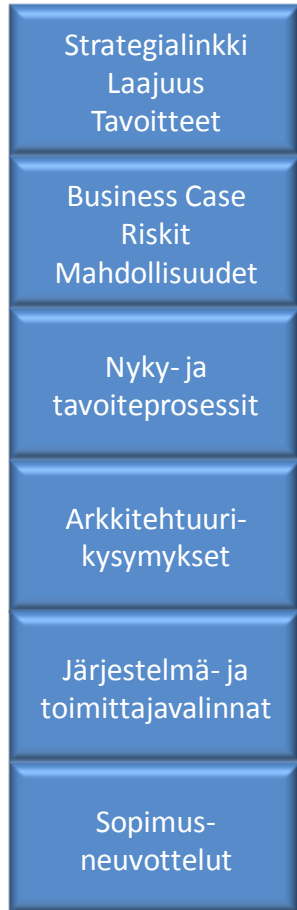 Strategialinkki
Laajuus
Tavoitteet
Business Case
Riskit
Mahdollisuudet
Nyky- ja
tavoiteprosessit
Arkkitehtuuri-
kysymykset
Järjestelmä- ja
toimittajavalinnat
Sopimus-
neuvottelut